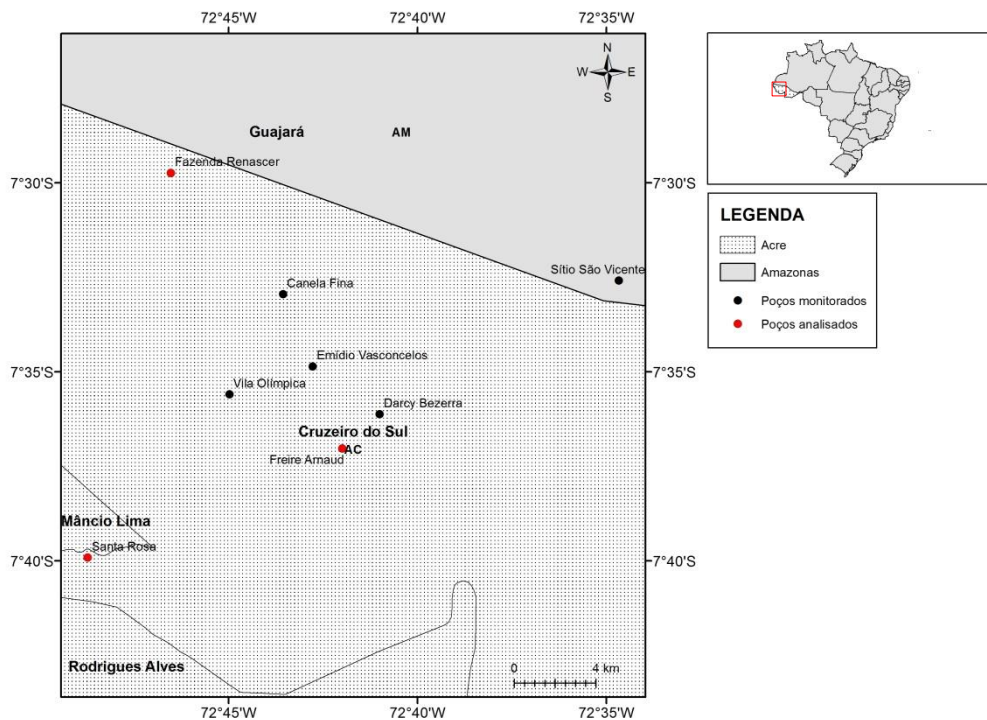 72°45'W 72°40'W 72°35'W
N
W E
S
Guajará AM
Fazenda Renascer
7°30'S 7°30'S
LEGENDA
Acre
Sítio São Vicente
Amazonas
Canela Fina
Poços monitorados
Poços analisados
Emídio Vasconcelos
7°35'S 7°35'S
Vila Olímpica
Darcy Bezerra
Cruzeiro do Sul
AC
Freire Arnaud
Mâncio Lima
Santa Rosa
7°40'S 7°40'S
Rodrigues Alves
0 4 km
72°45'W 72°40'W 72°35'W